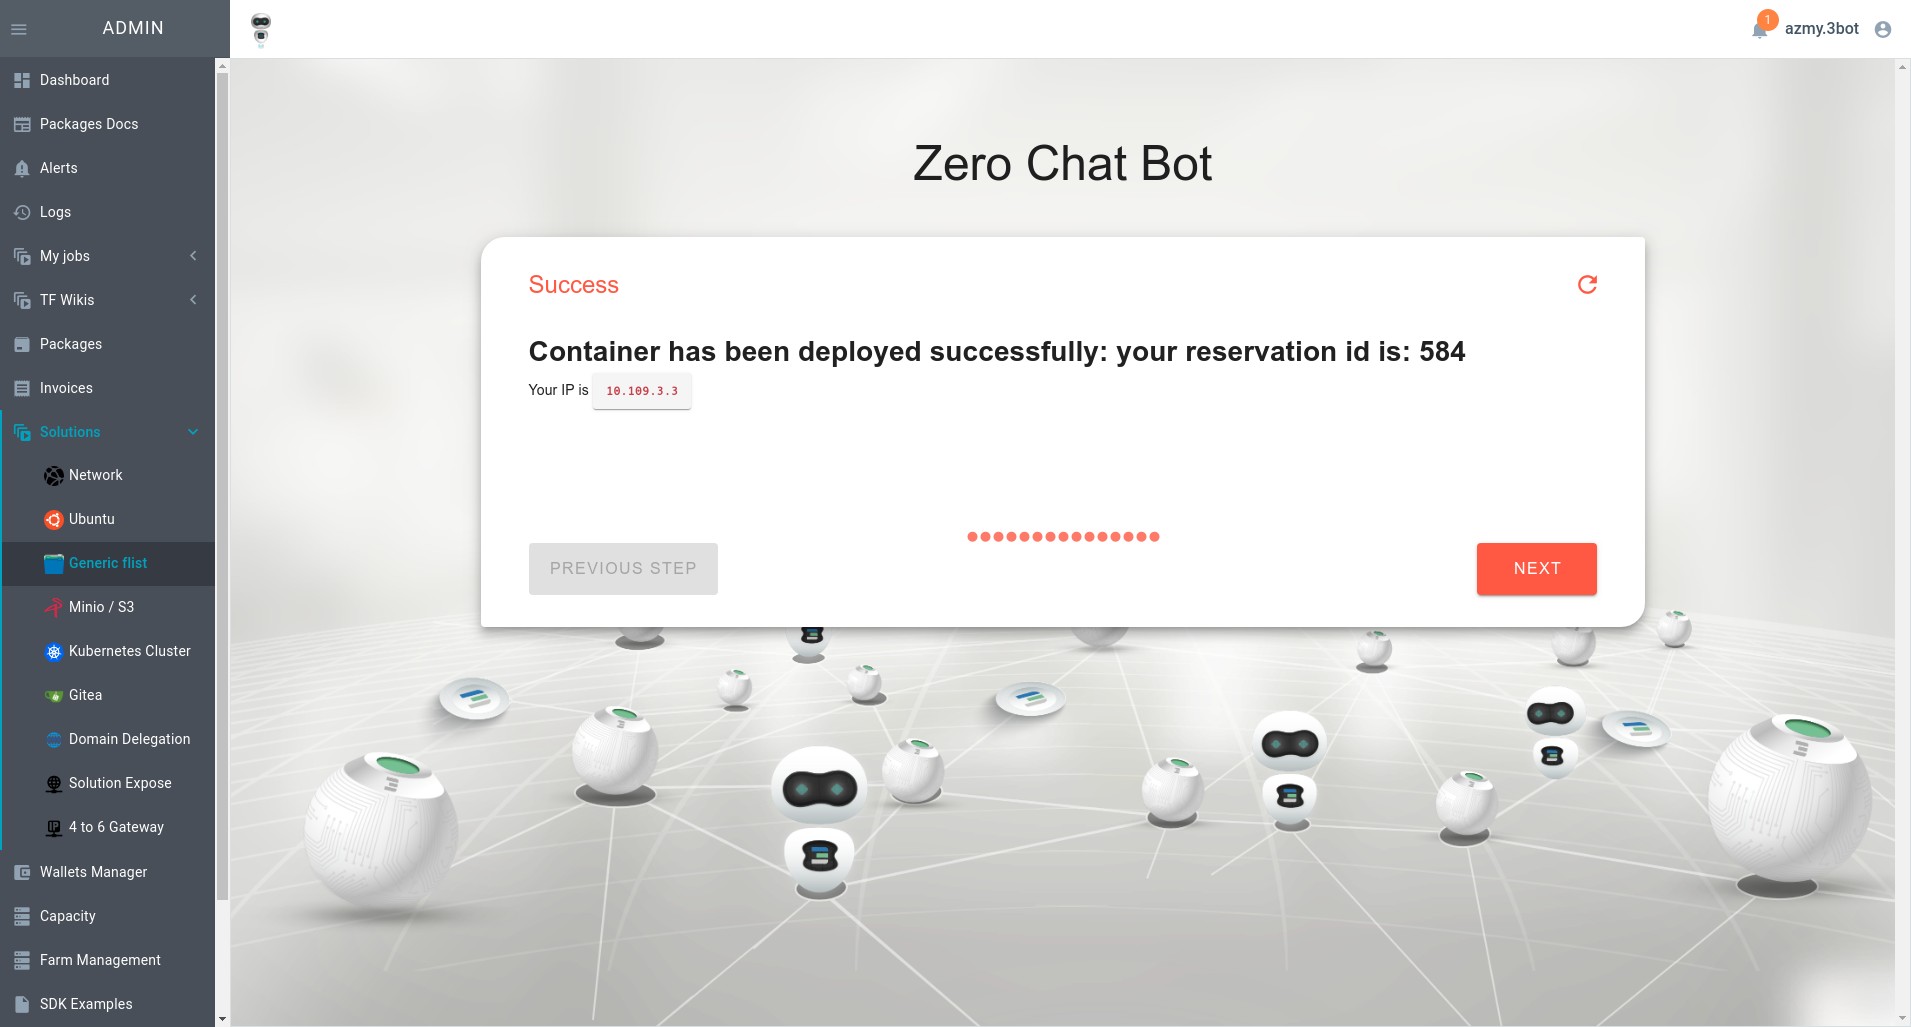 ADMIN
1
azmy.3bot
Dashboard
Packages Docs
Alerts
Logs
My jobs
TF Wikis
Packages
Invoices
Solutions
Network
Ubuntu
Generic flist
Minio / S3
Kubernetes Cluster
Gitea
Domain Delegation
Solution Expose
4 to 6 Gateway
Wallets Manager
Capacity
Farm Management
SDK Examples
Zero Chat Bot
Success
Container has been deployed successfully: your reservation id is: 584
Your IP is 10.109.3.3
PREVIOUS STEP
NEXT